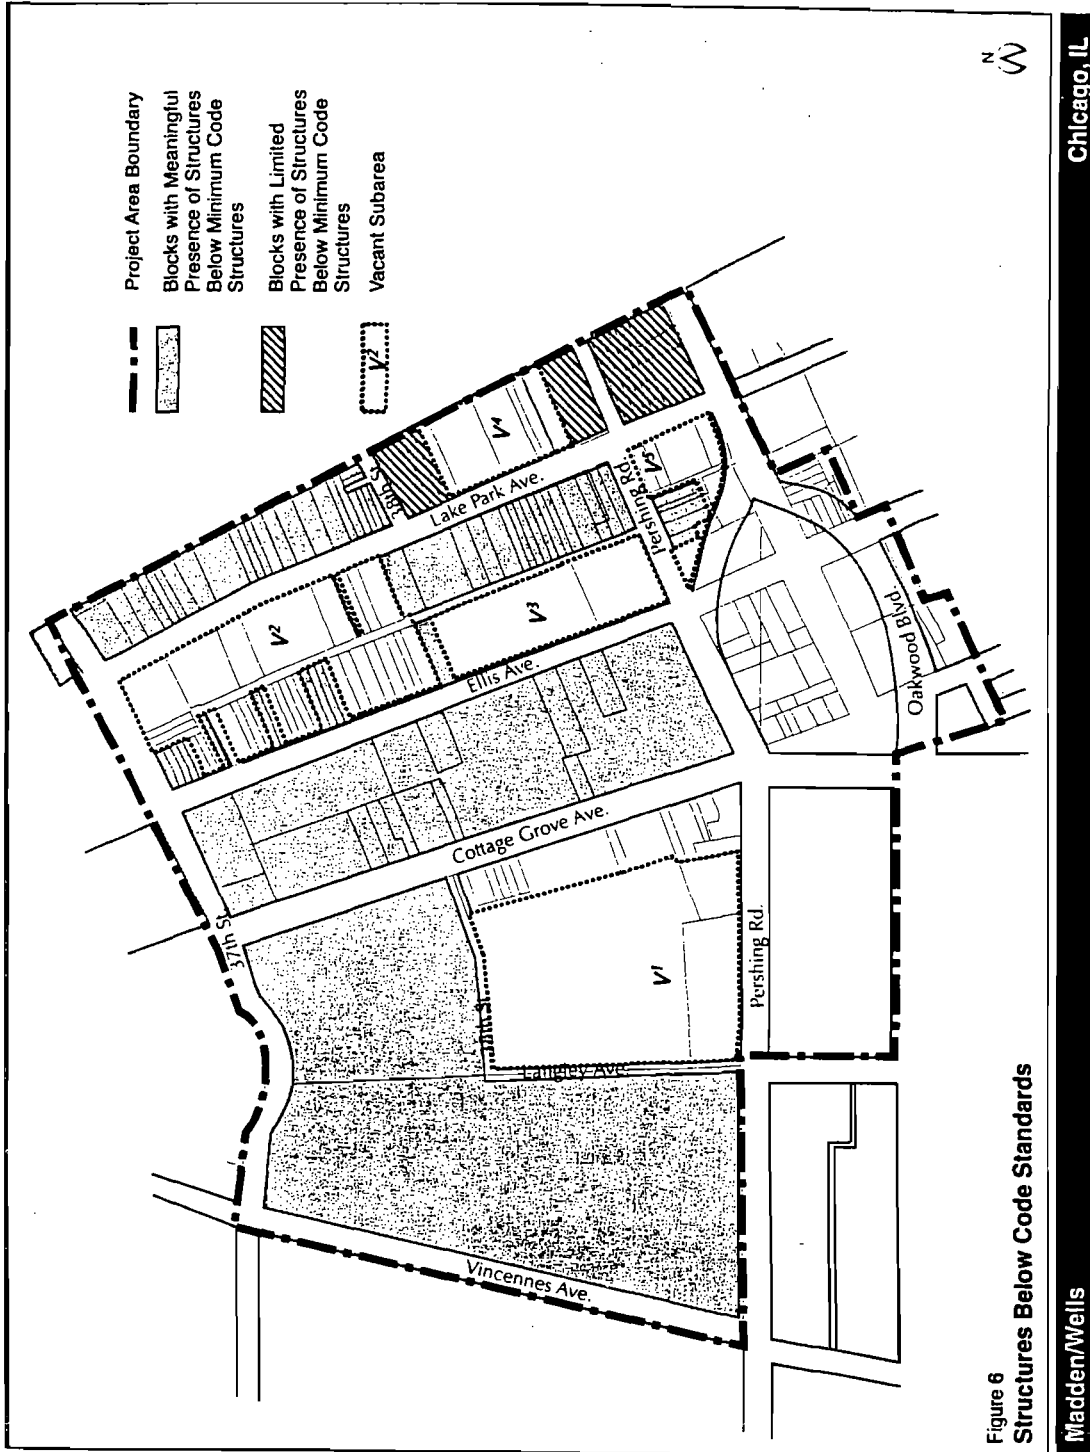 N
Project Area Boundary
Blocks with Meaningful
Presence of Structures
Below Minimum Code
Structures
Blocks with Limited
Presence of Structures
Below Minimum Code
Structures
V2
Vacant Subarea
37th St.
38th St.
38th St.
Lake Park Ave.
Ellis Ave.
Cottage Grove Ave.
Langley Ave.
Vincennes Ave.
Pershing Rd.
Pershing Rd.
Oakwood Blvd.
V1
V2
V3
V4
V5
Figure 6
Structures Below Code Standards
Madden/Wells
Chicago, IL